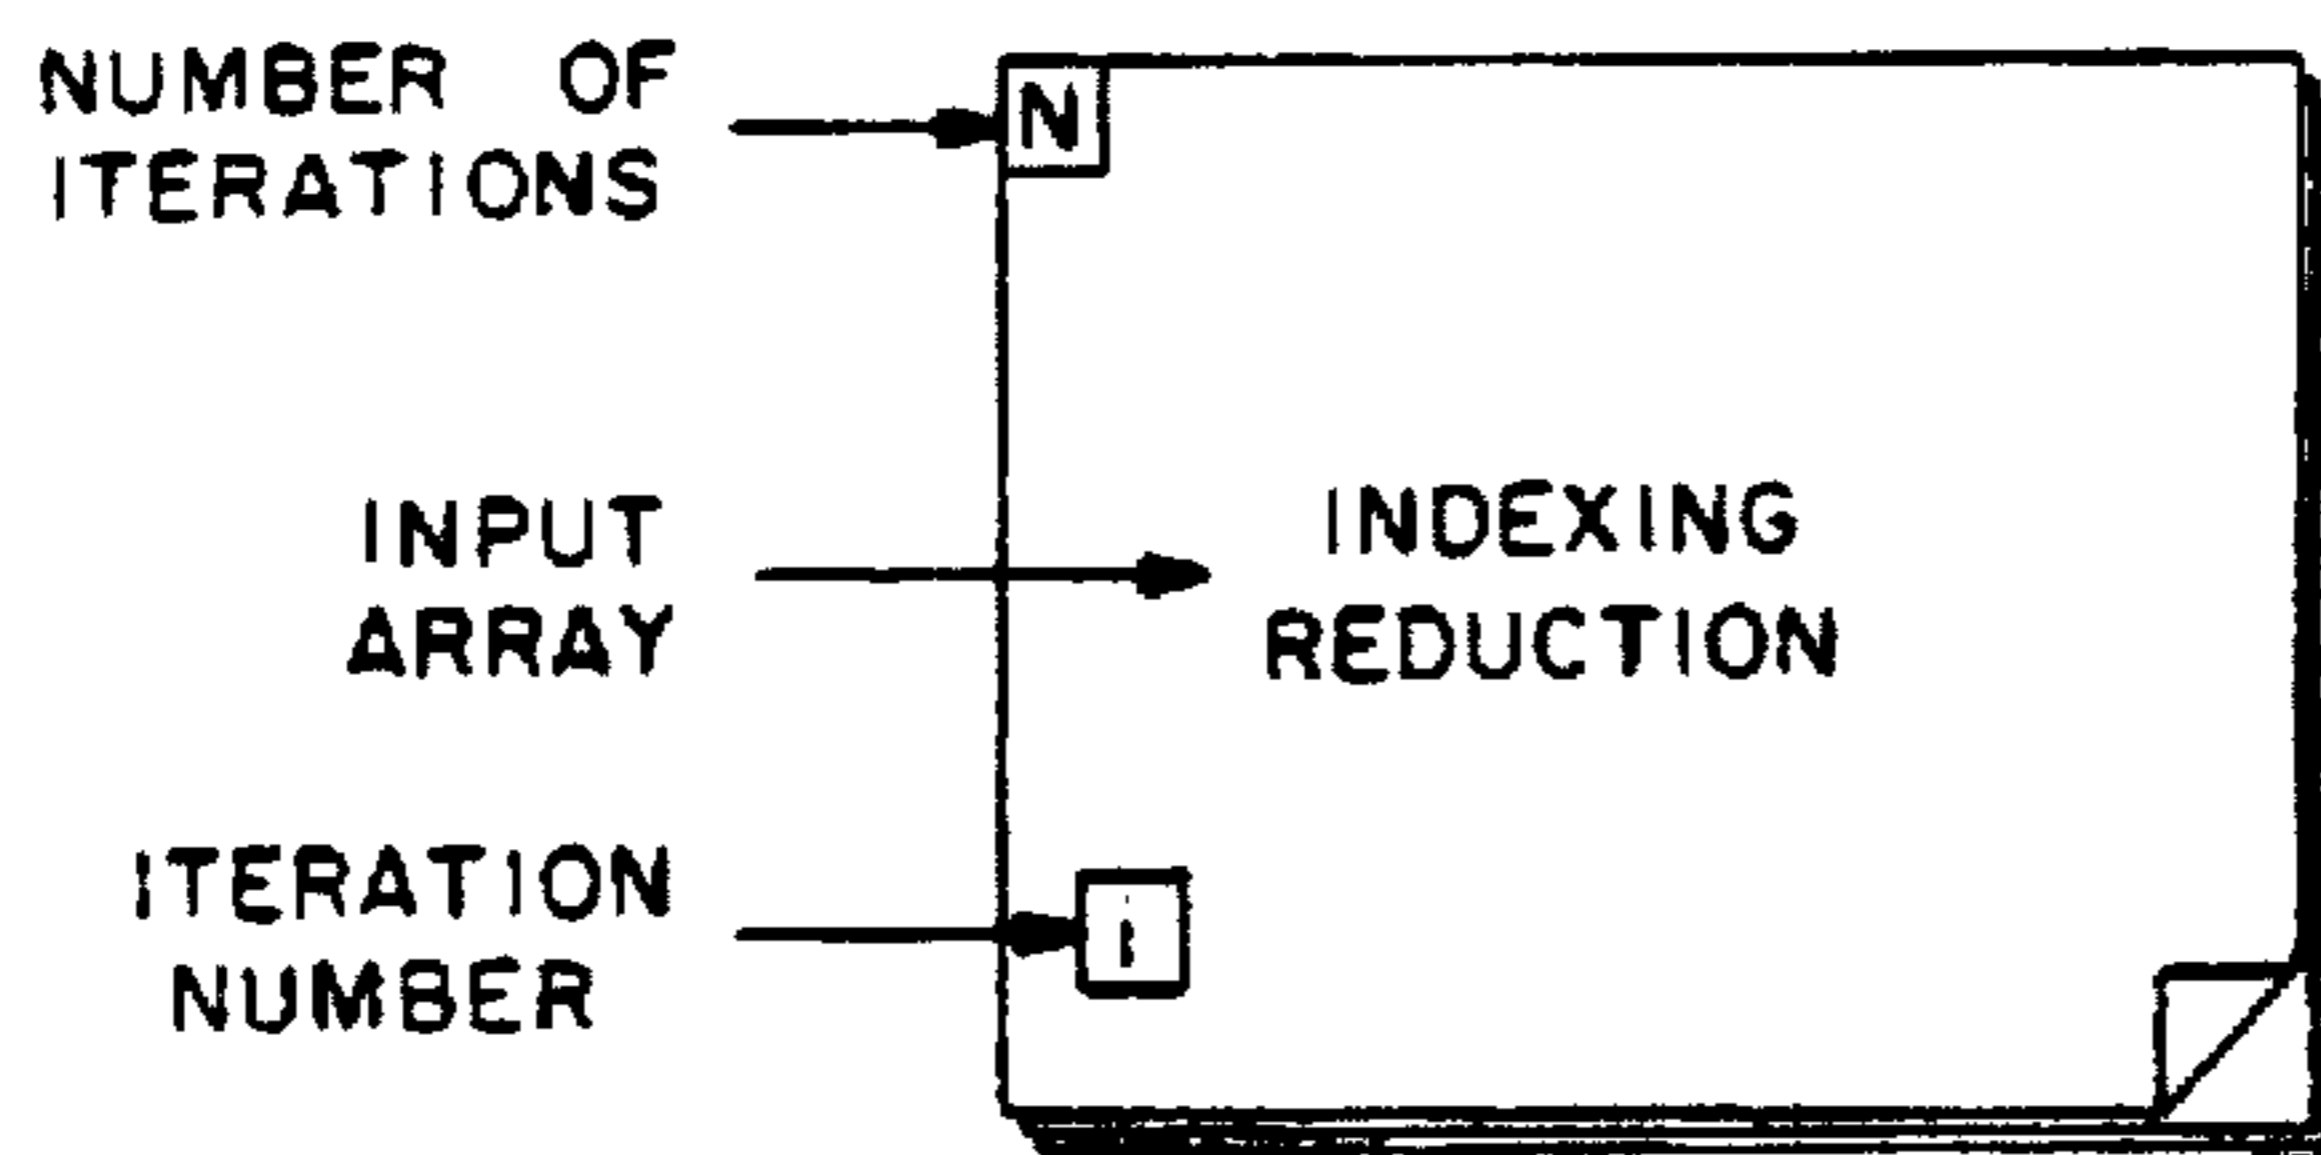 NUMBER OF
ITERATIONS
N
INPUT
ARRAY
INDEXING
REDUCTION
ITERATION
NUMBER
i